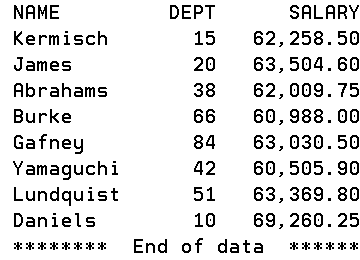 NAME DEPT SALARY
Kermisch 15 62,258.50
James 20 63,504.60
Abrahams 38 62,009.75
Burke 66 60,988.00
Gafney 84 63,030.50
Yamaguchi 42 60,505.90
Lundquist 51 63,369.80
Daniels 10 69,260.25
******** End of data ******